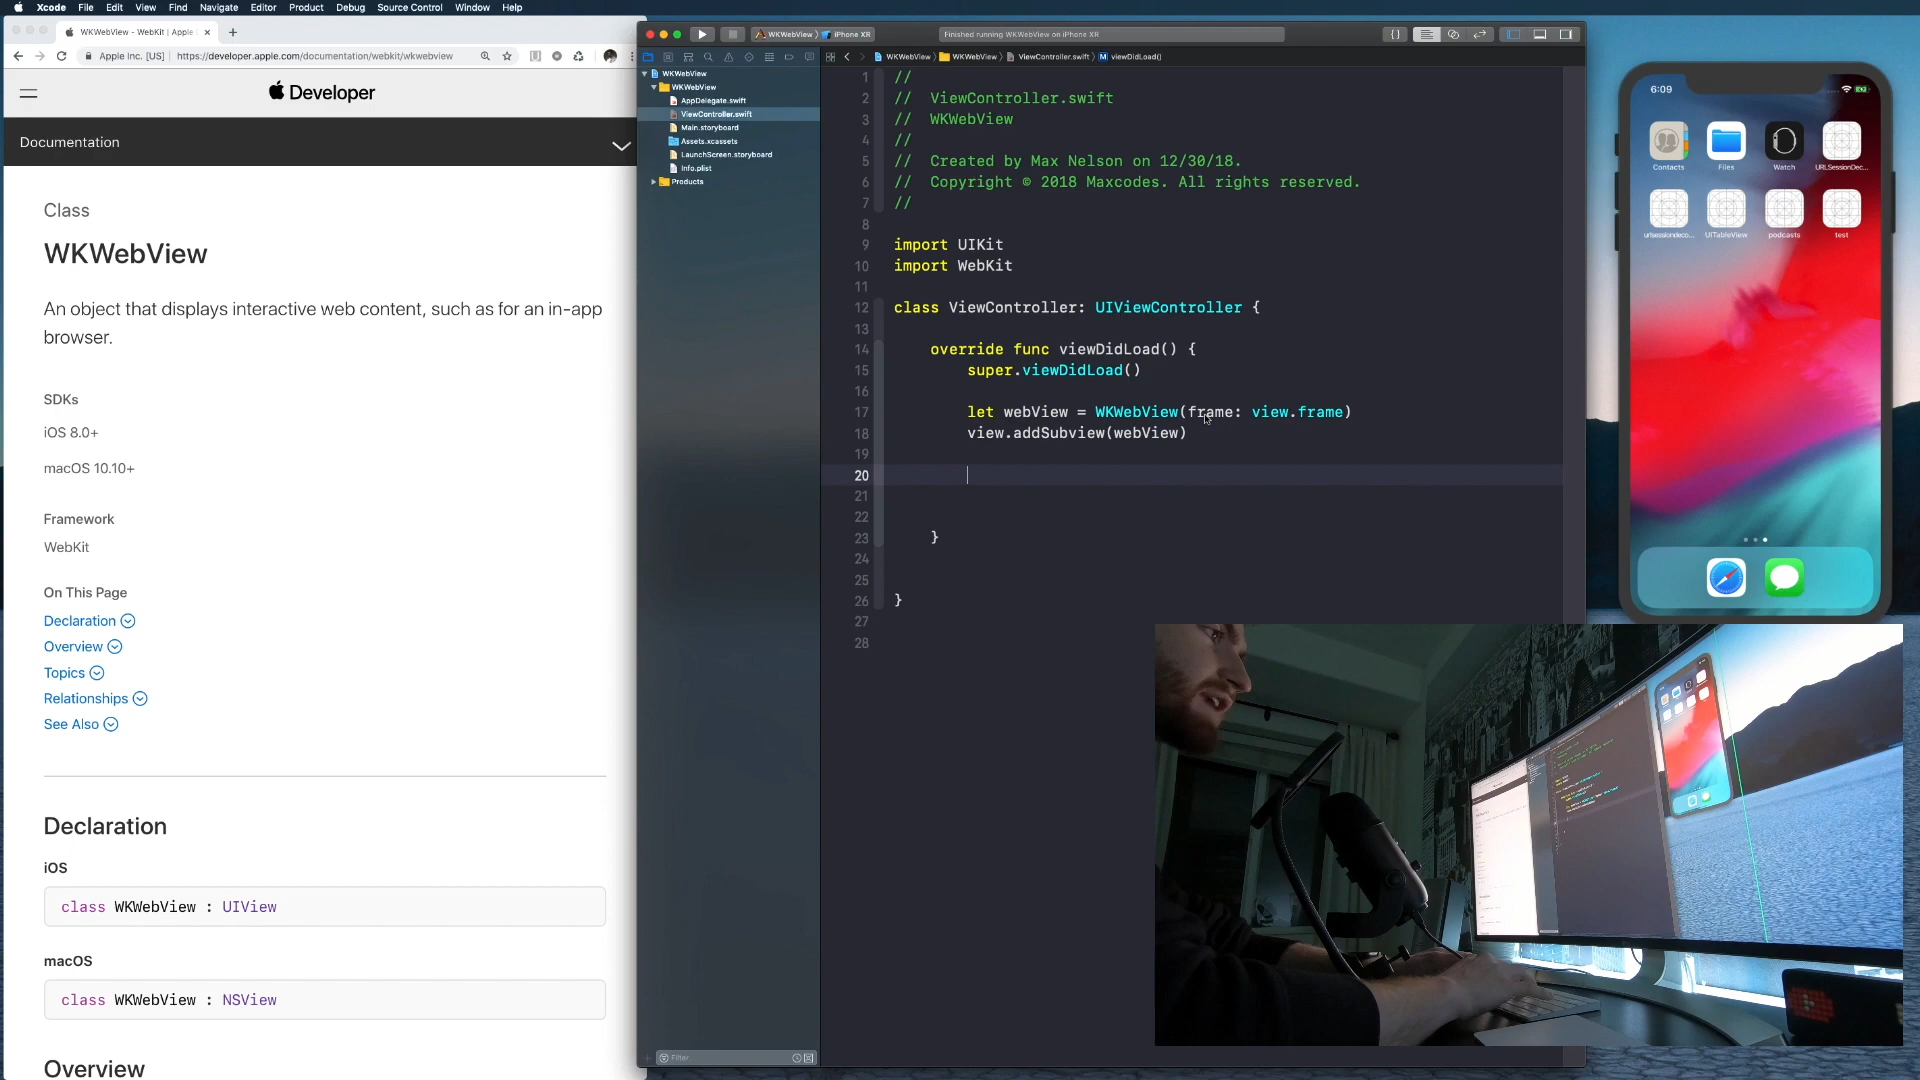 Xcode File Edit View Find Navigate Editor Product Debug Source Control Window Help
WKWebView - WebKit | Apple
Apple Inc. [US] | https://developer.apple.com/documentation/webkit/wkwebview
Developer
Documentation
Class
WKWebView
An object that displays interactive web content, such as for an in-app
browser.
SDKs
iOS 8.0+
macOS 10.10+
Framework
WebKit
On This Page
Declaration
Overview
Topics
Relationships
See Also
Declaration
iOS
class WKWebView : UIView
macOS
class WKWebView : NSView
Overview
WKWebView iPhone XR
Finished running WKWebView on iPhone XR
WKWebView
WKWebView
AppDelegate.swift
ViewController.swift
Main.storyboard
Assets.xcassets
LaunchScreen.storyboard
Info.plist
Products
Filter
WKWebView WKWebView ViewController.swift M viewDidLoad()
1 //
2 // ViewController.swift
3 // WKWebView
4 //
5 // Created by Max Nelson on 12/30/18.
6 // Copyright © 2018 Maxcodes. All rights reserved.
7 //
8
9 import UIKit
10 import WebKit
11
12 class ViewController: UIViewController {
13
14 override func viewDidLoad() {
15 super.viewDidLoad()
16
17 let webView = WKWebView(frame: view.frame)
18 view.addSubview(webView)
19
20
21
22
23 }
24
25
26 }
27
28
6:09
Contacts Files Watch URLSessionDec...
urlsessiondeco... UITableView podcasts test